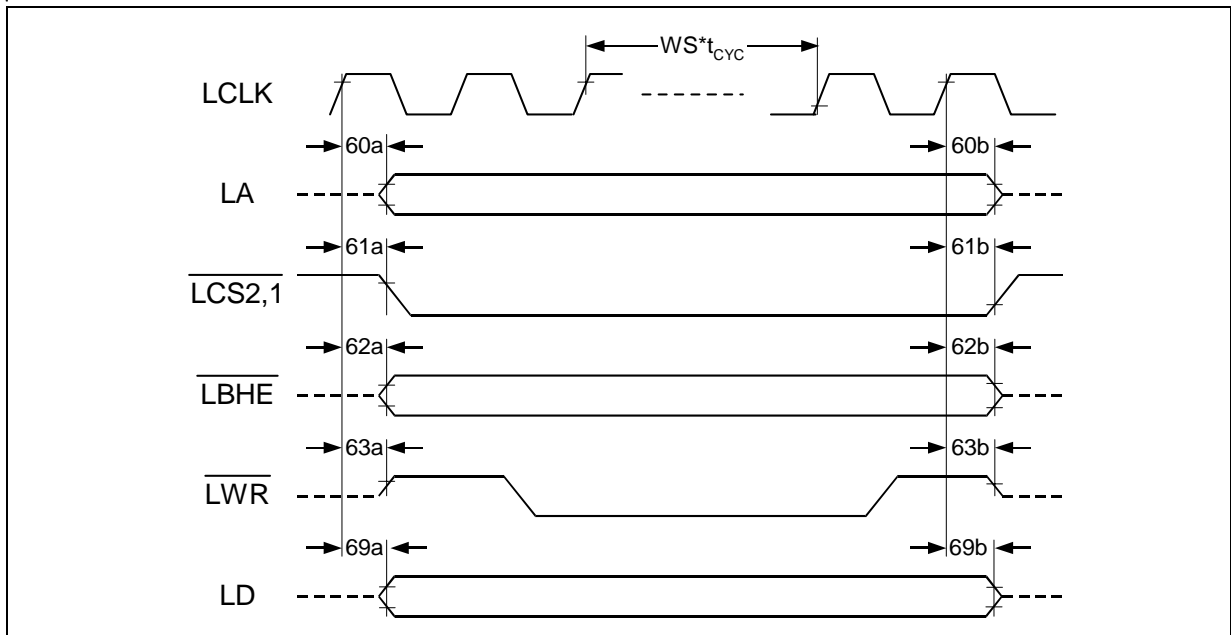 WS*tCYC
LCLK
60a 60b
LA
61a 61b
LCS2,1
62a 62b
LBHE
63a 63b
LWR
69a 69b
LD